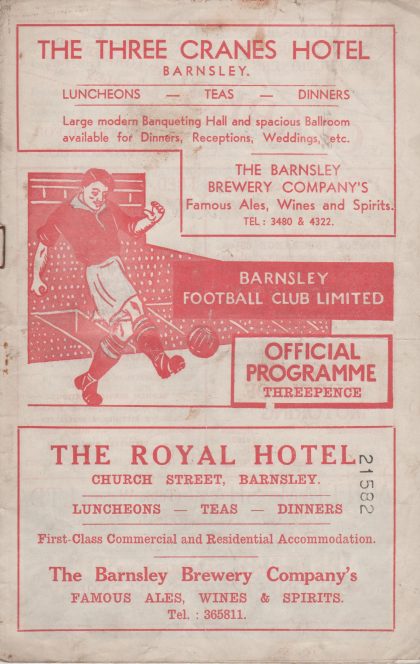 THE THREE CRANES HOTEL
BARNSLEY.
LUNCHEONS — TEAS — DINNERS
Large modern Banqueting Hall and spacious Ballroom
available for Dinners, Receptions, Weddings, etc.
THE BARNSLEY
BREWERY COMPANY'S
Famous Ales, Wines and Spirits.
TEL: 3480 & 4322.
BARNSLEY
FOOTBALL CLUB LIMITED
OFFICIAL
PROGRAMME
THREEPENCE
THE ROYAL HOTEL
CHURCH STREET, BARNSLEY.
LUNCHEONS — TEAS — DINNERS
First-Class Commercial and Residential Accommodation.
The Barnsley Brewery Company's
FAMOUS ALES, WINES & SPIRITS.
Tel. : 365811.
21582